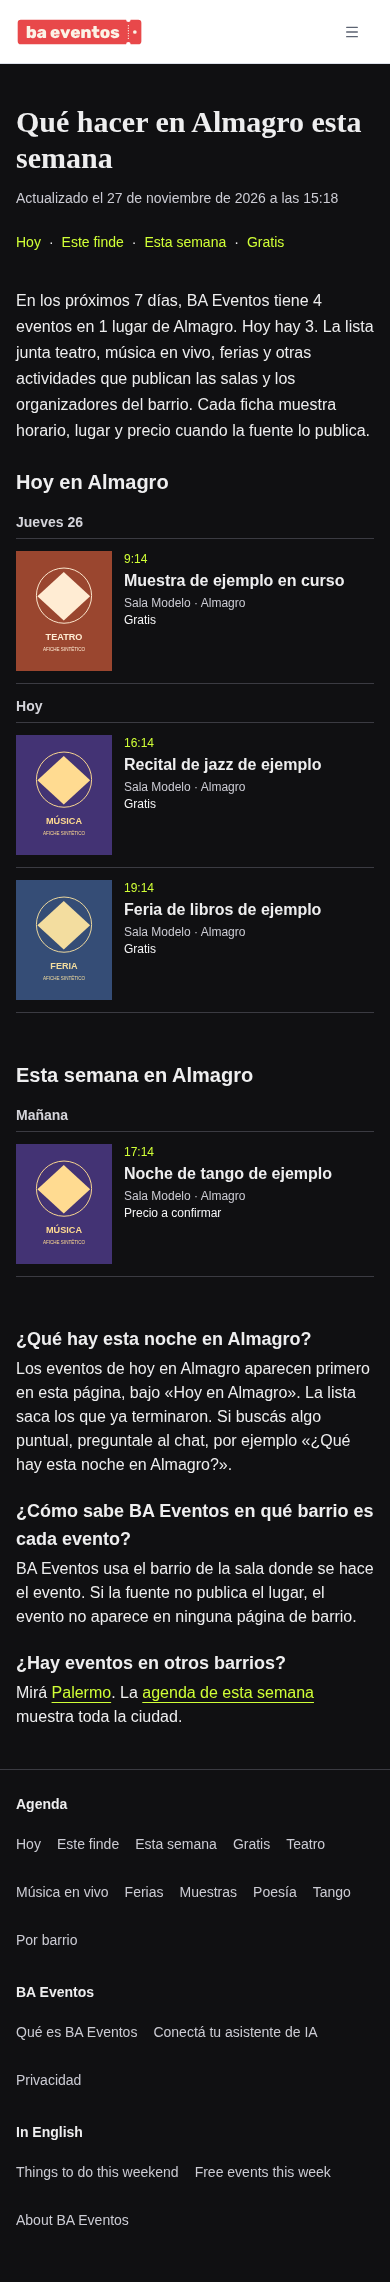 ba eventos
☰
Qué hacer en Almagro esta
semana
Actualizado el 27 de noviembre de 2026 a las 15:18
Hoy · Este finde · Esta semana · Gratis
En los próximos 7 días, BA Eventos tiene 4
eventos en 1 lugar de Almagro. Hoy hay 3. La lista
junta teatro, música en vivo, ferias y otras
actividades que publican las salas y los
organizadores del barrio. Cada ficha muestra
horario, lugar y precio cuando la fuente lo publica.
Hoy en Almagro
Jueves 26
TEATRO
AFICHE SINTÉTICO
9:14
Muestra de ejemplo en curso
Sala Modelo · Almagro
Gratis
Hoy
MÚSICA
AFICHE SINTÉTICO
16:14
Recital de jazz de ejemplo
Sala Modelo · Almagro
Gratis
FERIA
AFICHE SINTÉTICO
19:14
Feria de libros de ejemplo
Sala Modelo · Almagro
Gratis
Esta semana en Almagro
Mañana
MÚSICA
AFICHE SINTÉTICO
17:14
Noche de tango de ejemplo
Sala Modelo · Almagro
Precio a confirmar
¿Qué hay esta noche en Almagro?
Los eventos de hoy en Almagro aparecen primero
en esta página, bajo «Hoy en Almagro». La lista
saca los que ya terminaron. Si buscás algo
puntual, preguntale al chat, por ejemplo «¿Qué
hay esta noche en Almagro?».
¿Cómo sabe BA Eventos en qué barrio es
cada evento?
BA Eventos usa el barrio de la sala donde se hace
el evento. Si la fuente no publica el lugar, el
evento no aparece en ninguna página de barrio.
¿Hay eventos en otros barrios?
Mirá Palermo. La agenda de esta semana
muestra toda la ciudad.
Agenda
Hoy Este finde Esta semana Gratis Teatro
Música en vivo Ferias Muestras Poesía Tango
Por barrio
BA Eventos
Qué es BA Eventos Conectá tu asistente de IA
Privacidad
In English
Things to do this weekend Free events this week
About BA Eventos